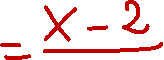 = x - 2